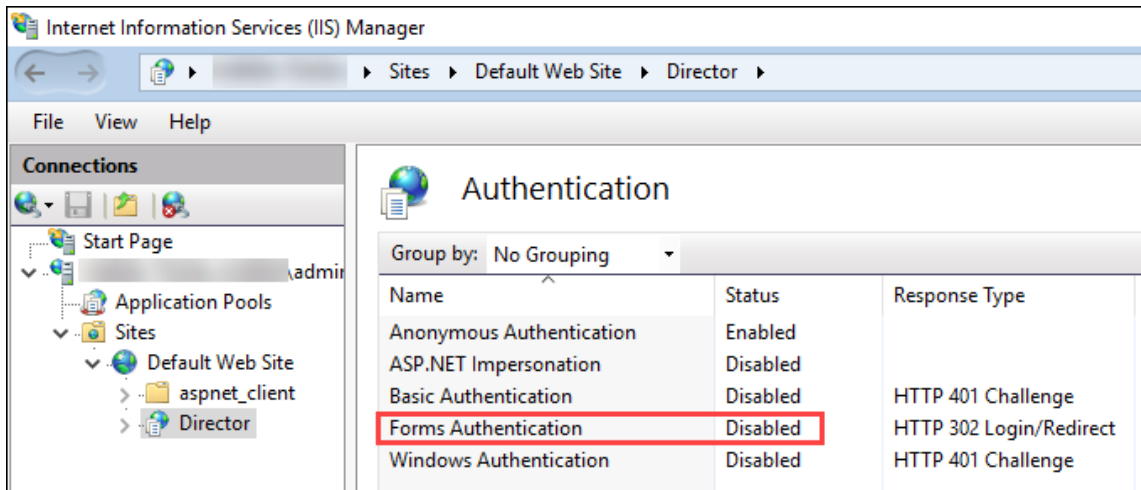 Internet Information Services (IIS) Manager
Sites Default Web Site Director
File View Help
Connections
Start Page
\admin
Application Pools
Sites
Default Web Site
aspnet_client
Director
Authentication
Group by: No Grouping
Name Status Response Type
Anonymous Authentication Enabled
ASP.NET Impersonation Disabled
Basic Authentication Disabled HTTP 401 Challenge
Forms Authentication Disabled HTTP 302 Login/Redirect
Windows Authentication Disabled HTTP 401 Challenge